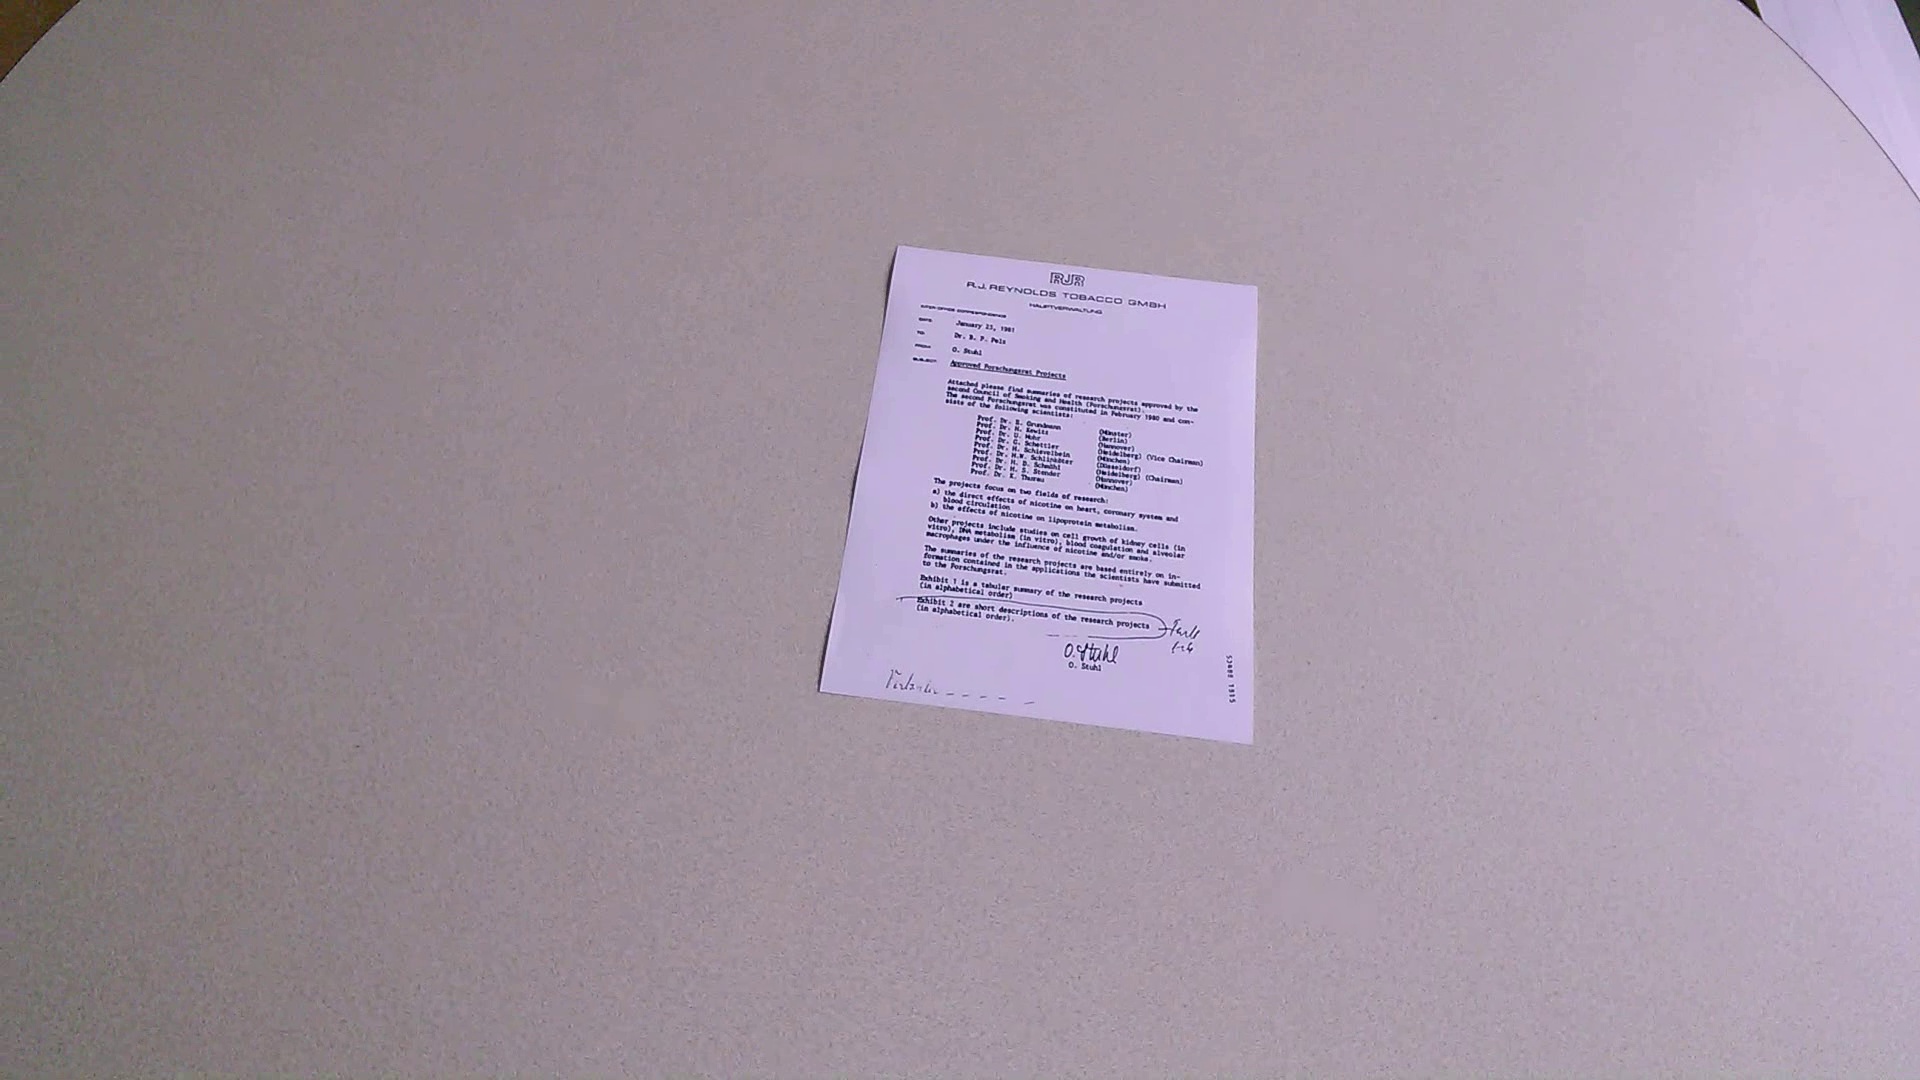 RJR
R.J. REYNOLDS TOBACCO GMBH
HAUPTVERWALTUNG
INTER-OFFICE CORRESPONDENCE
DATE: January 23, 1981
TO: Dr. B. P. Pelz
FROM: O. Stuhl
SUBJECT: Approved Forschungsrat Projects
Attached please find summaries of research projects approved by the
second Council of Smoking and Health (Forschungsrat).
The second Forschungsrat was constituted in February 1980 and con-
sists of the following scientists:
Prof. Dr. E. Grundmann (Münster)
Prof. Dr. H. Kewitz (Berlin)
Prof. Dr. U. Mohr (Hannover)
Prof. Dr. G. Schettler (Heidelberg) (Vice Chairman)
Prof. Dr. H. Schievelbein (München)
Prof. Dr. H.W. Schlipköter (Düsseldorf)
Prof. Dr. H. D. Schmähl (Heidelberg) (Chairman)
Prof. Dr. H. S. Stender (Hannover)
Prof. Dr. K. Thurau (München)
The projects focus on two fields of research:
a) the direct effects of nicotine on heart, coronary system and
blood circulation
b) the effects of nicotine on lipoprotein metabolism.
Other projects include studies on cell growth of kidney cells (in
vitro), DNA metabolism (in vitro), blood coagulation and alveolar
macrophages under the influence of nicotine and/or smoke.
The summaries of the research projects are based entirely on in-
formation contained in the applications the scientists have submitted
to the Forschungsrat.
Exhibit 1 is a tabular summary of the research projects
(in alphabetical order)
Exhibit 2 are short descriptions of the research projects
(in alphabetical order).
O. Stuhl
O. Stuhl